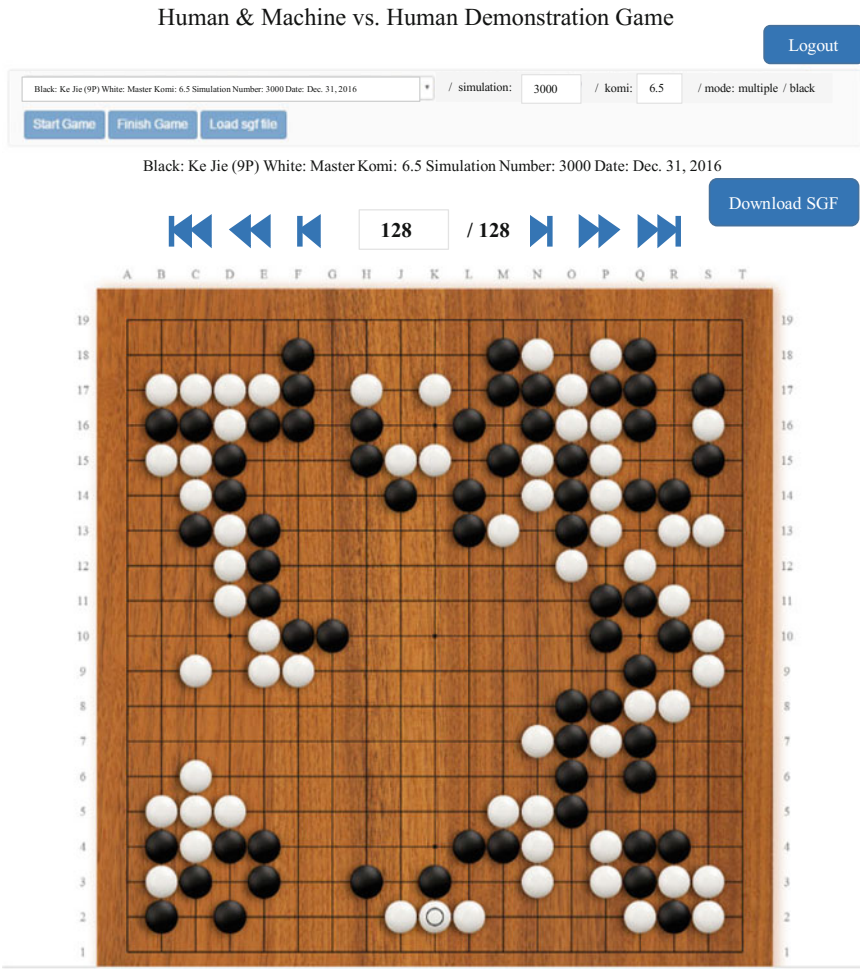 Human & Machine vs. Human Demonstration Game
Logout
Black: Ke Jie (9P) White: Master Komi: 6.5 Simulation Number: 3000 Date: Dec. 31, 2016 / simulation: 3000 / komi: 6.5 / mode: multiple / black
Start Game Finish Game Load sgf file
Black: Ke Jie (9P) White: Master Komi: 6.5 Simulation Number: 3000 Date: Dec. 31, 2016
Download SGF
128 / 128
A B C D E F G H J K L M N O P Q R S T
19 19
18 18
17 17
16 16
15 15
14 14
13 13
12 12
11 11
10 10
9 9
8 8
7 7
6 6
5 5
4 4
3 3
2 2
1 1